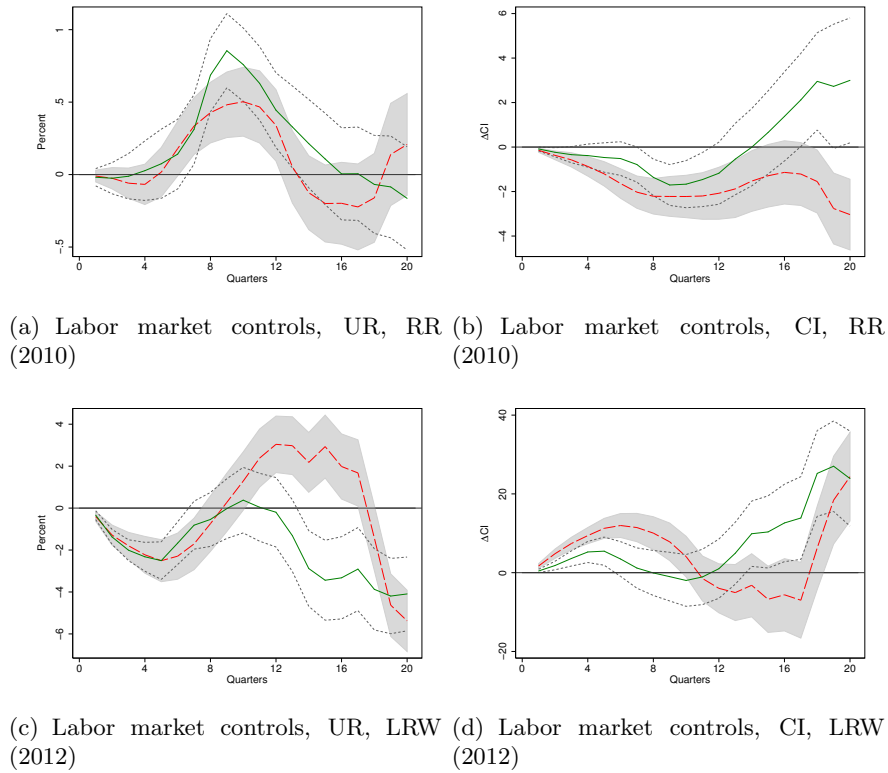 1
.5
0
-.5
Percent
0 4 8 12 16 20
Quarters
6
4
2
0
-2
-4
ΔCI
0 4 8 12 16 20
Quarters
(a) Labor market controls, UR, RR
(2010)
(b) Labor market controls, CI, RR
(2010)
4
2
0
-2
-4
-6
Percent
0 4 8 12 16 20
Quarters
40
20
0
-20
ΔCI
0 4 8 12 16 20
Quarters
(c) Labor market controls, UR, LRW
(2012)
(d) Labor market controls, CI, LRW
(2012)